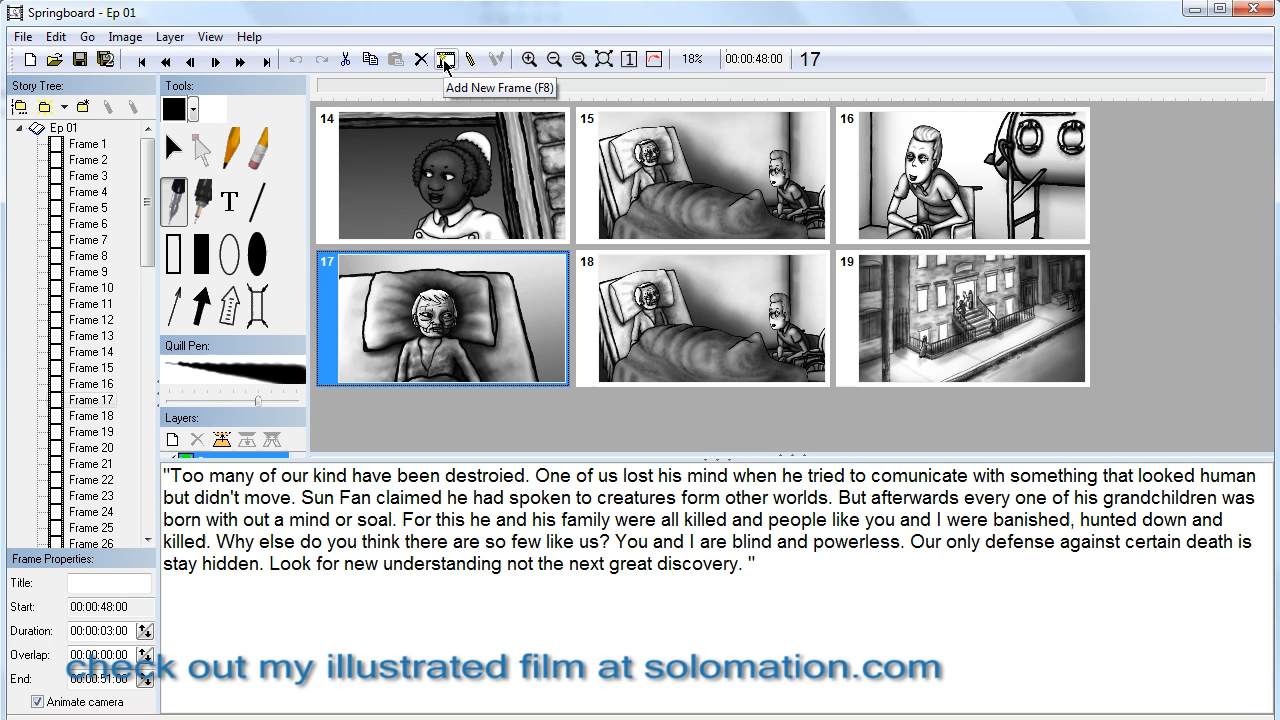 Springboard - Ep 01
File Edit Go Image Layer View Help
1 18% 00:00:48:00 17
Add New Frame (F8)
Story Tree:
Ep 01
Frame 1
Frame 2
Frame 3
Frame 4
Frame 5
Frame 6
Frame 7
Frame 8
Frame 9
Frame 10
Frame 11
Frame 12
Frame 13
Frame 14
Frame 15
Frame 16
Frame 17
Frame 18
Frame 19
Frame 20
Frame 21
Frame 22
Frame 23
Frame 24
Frame 25
Frame 26
Tools:
T
Quill Pen:
Layers:
14 15 16
17 18 19
"Too many of our kind have been destroied. One of us lost his mind when he tried to comunicate with something that looked human
but didn't move. Sun Fan claimed he had spoken to creatures form other worlds. But afterwards every one of his grandchildren was
born with out a mind or soal. For this he and his family were all killed and people like you and I were banished, hunted down and
killed. Why else do you think there are so few like us? You and I are blind and powerless. Our only defense against certain death is
stay hidden. Look for new understanding not the next great discovery. "
Frame Properties:
Title:
Start: 00:00:48:00
Duration: 00:00:03:00
Overlap: 00:00:00:00
End: 00:00:51:00
Animate camera
check out my illustrated film at solomation.com